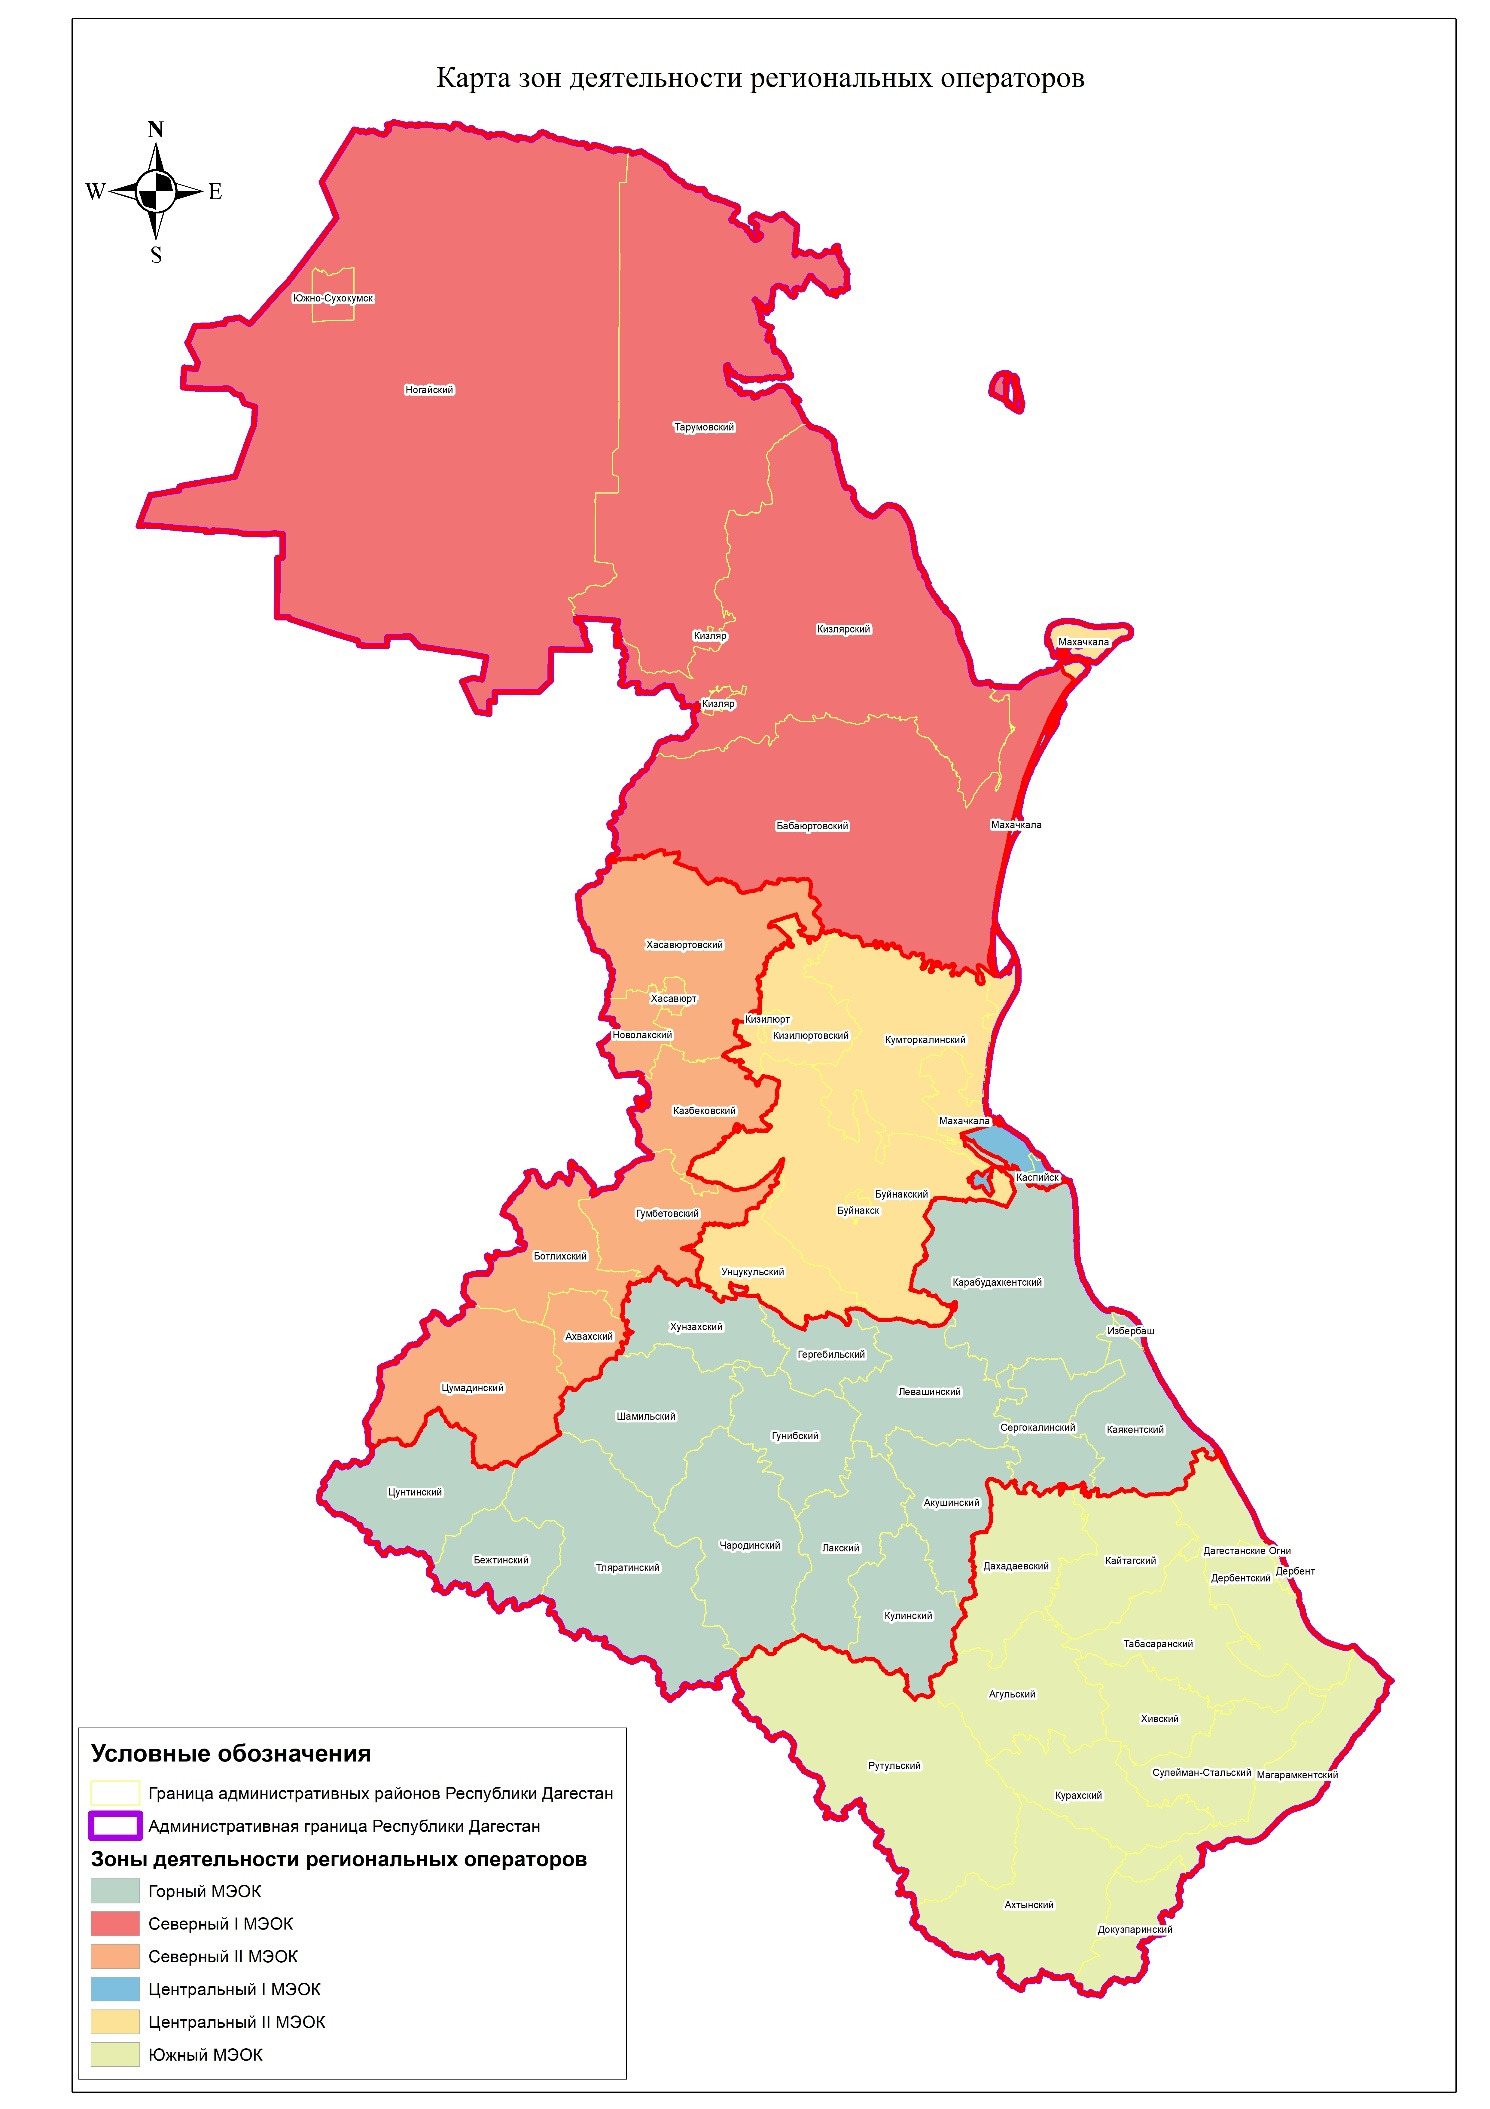 Карта зон деятельности региональных операторов
N
W E
S
Южно-Сухокумск
Ногайский
Тарумовский
Кизляр
Кизлярский
Махачкала
Кизляр
Бабаюртовский
Махачкала
Хасавюртовский
Хасавюрт
Новолакский
Кизилюрт
Кизилюртовский
Кумторкалинский
Казбековский
Махачкала
Каспийск
Буйнакский
Буйнакск
Гумбетовский
Ботлихский
Унцукульский
Карабудахкентский
Хунзахский
Избербаш
Ахвахский
Гергебильский
Цумадинский
Левашинский
Шамильский
Гунибский
Сергокалинский
Каякентский
Цунтинский
Акушинский
Бежтинский
Тляратинский
Чародинский
Лакский
Дахадаевский
Кайтагский
Дагестанские Огни
Дербент
Дербентский
Кулинский
Табасаранский
Агульский
Хивский
Рутульский
Сулейман-Стальский
Магарамкентский
Курахский
Ахтынский
Докузпаринский
Условные обозначения
Граница административных районов Республики Дагестан
Административная граница Республики Дагестан
Зоны деятельности региональных операторов
Горный МЭОК
Северный I МЭОК
Северный II МЭОК
Центральный I МЭОК
Центральный II МЭОК
Южный МЭОК